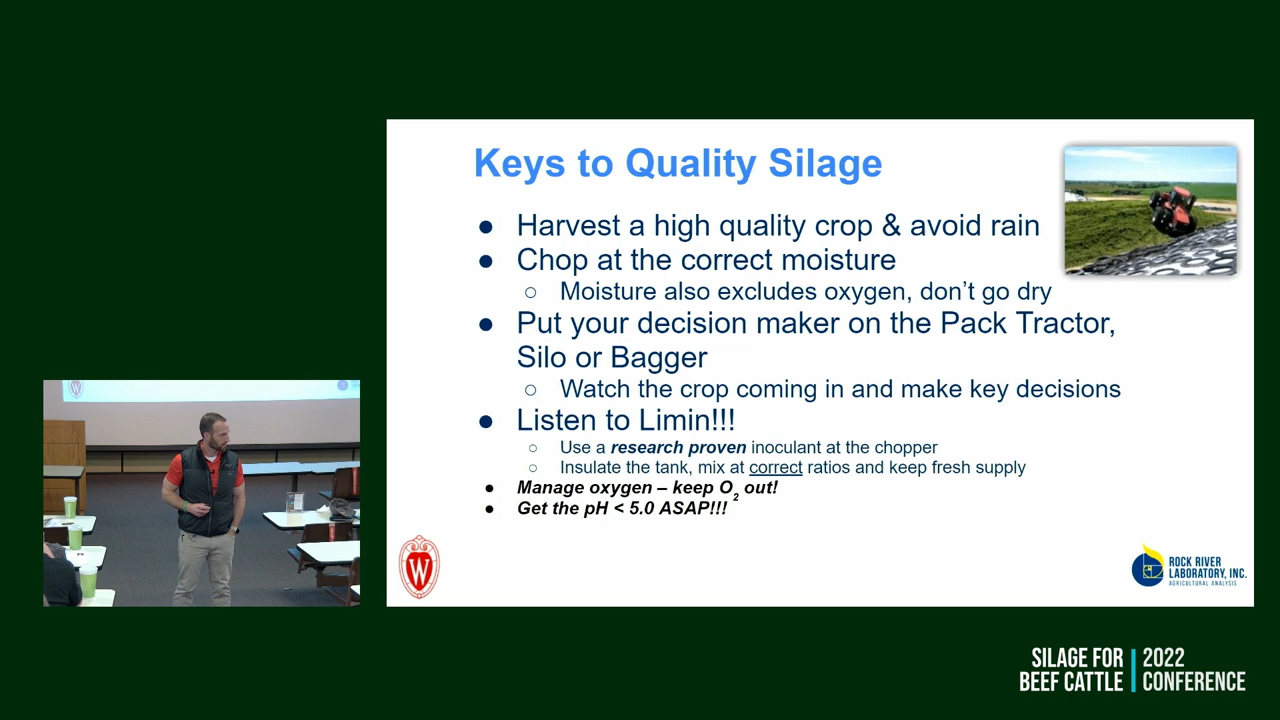 Keys to Quality Silage
● Harvest a high quality crop & avoid rain
● Chop at the correct moisture
○ Moisture also excludes oxygen, don’t go dry
● Put your decision maker on the Pack Tractor,
Silo or Bagger
○ Watch the crop coming in and make key decisions
● Listen to Limin!!!
○ Use a research proven inoculant at the chopper
○ Insulate the tank, mix at correct ratios and keep fresh supply
● Manage oxygen – keep O2 out!
● Get the pH < 5.0 ASAP!!!
W
ROCK RIVER
LABORATORY, INC.
AGRICULTURAL ANALYSIS
SILAGE FOR
BEEF CATTLE
2022
CONFERENCE